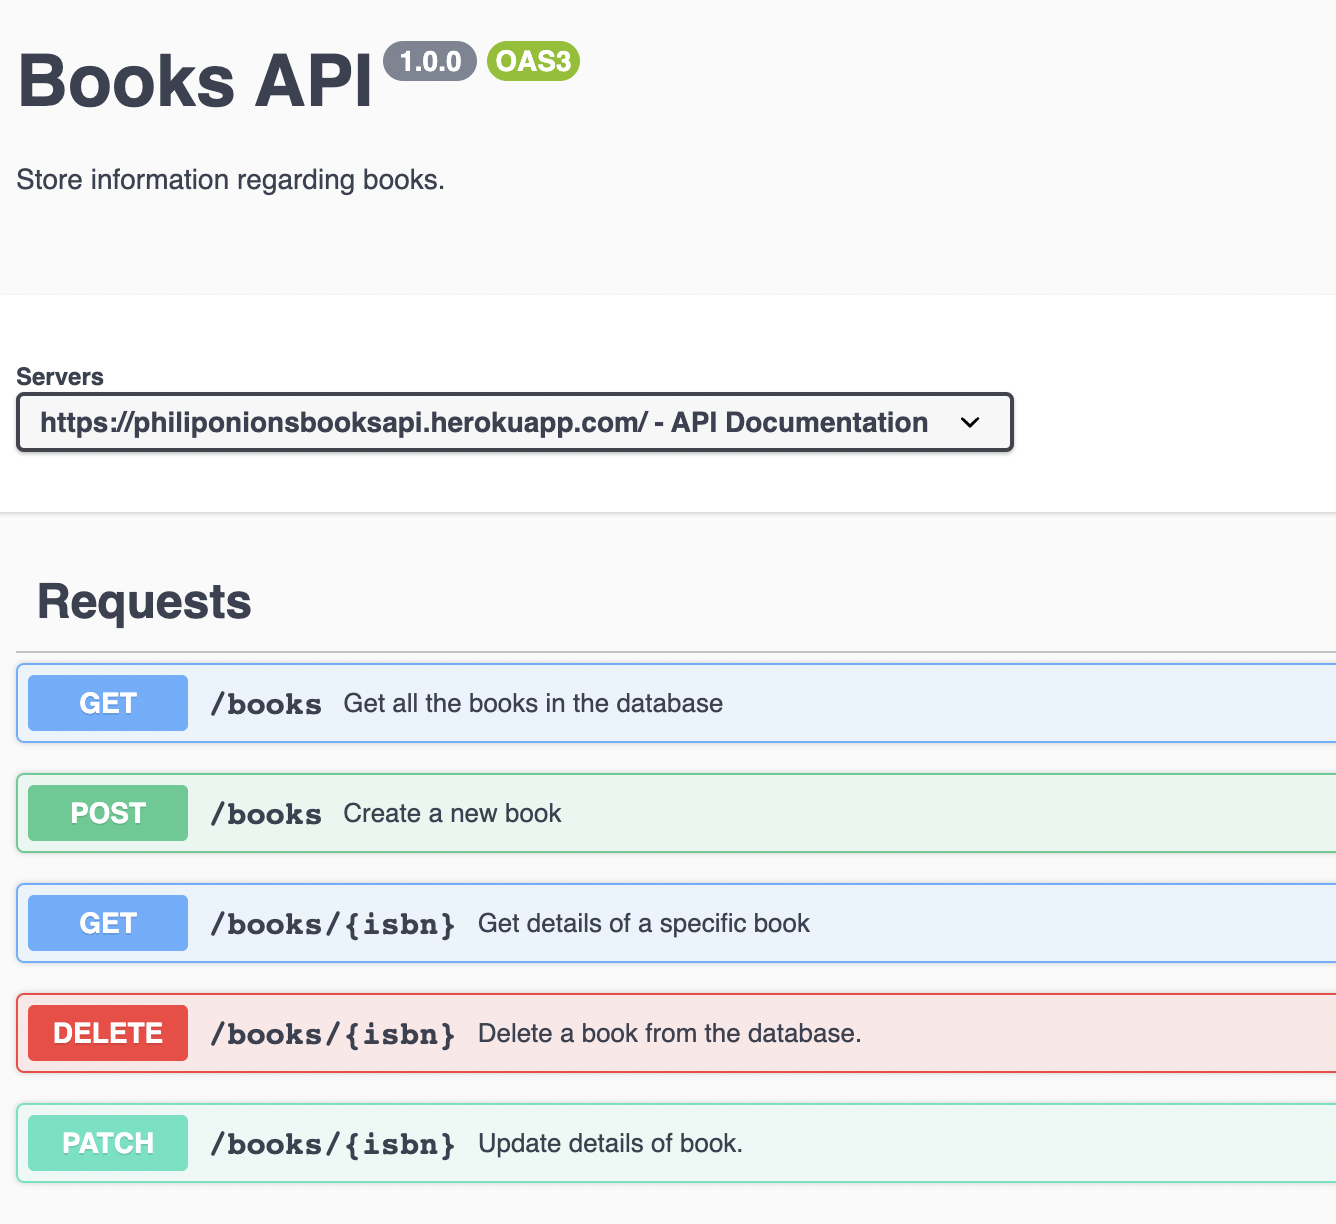 Books API 1.0.0 OAS3
Store information regarding books.
Servers
https://philiponionsbooksapi.herokuapp.com/ - API Documentation
Requests
GET /books Get all the books in the database
POST /books Create a new book
GET /books/{isbn} Get details of a specific book
DELETE /books/{isbn} Delete a book from the database.
PATCH /books/{isbn} Update details of book.